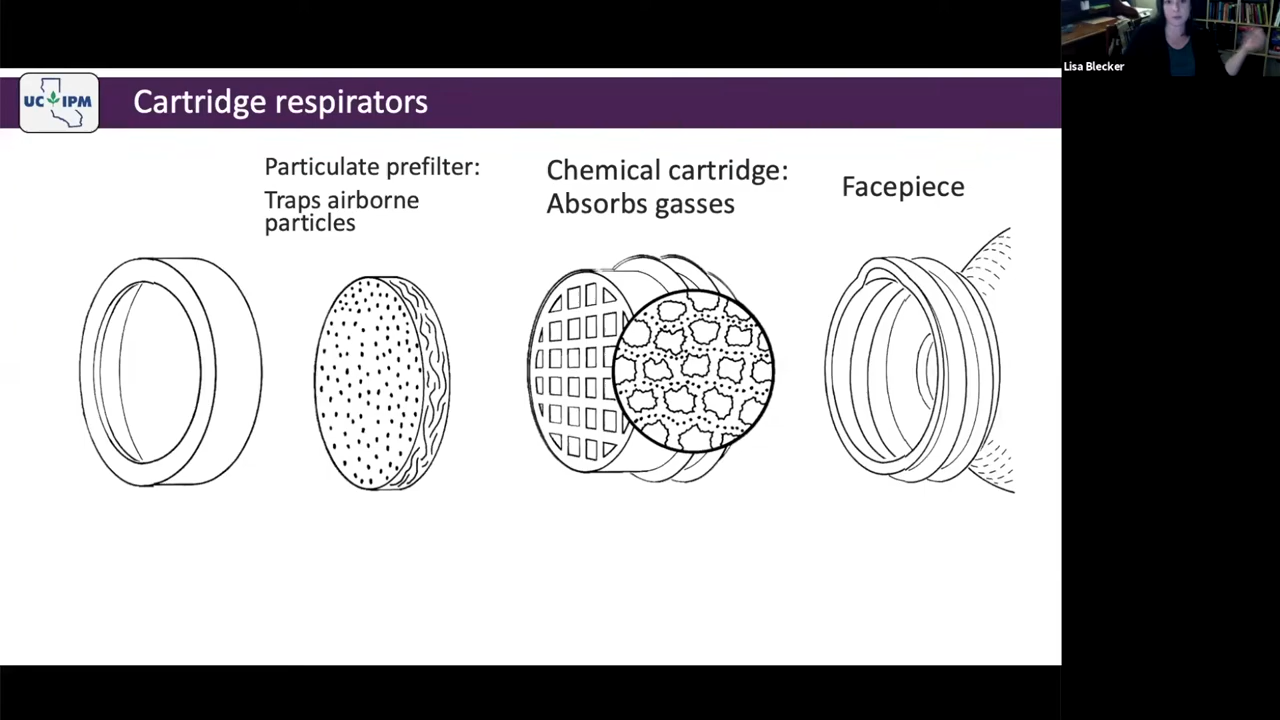 Lisa Blecker
UC IPM
Cartridge respirators
Particulate prefilter:
Traps airborne
particles
Chemical cartridge:
Absorbs gasses
Facepiece